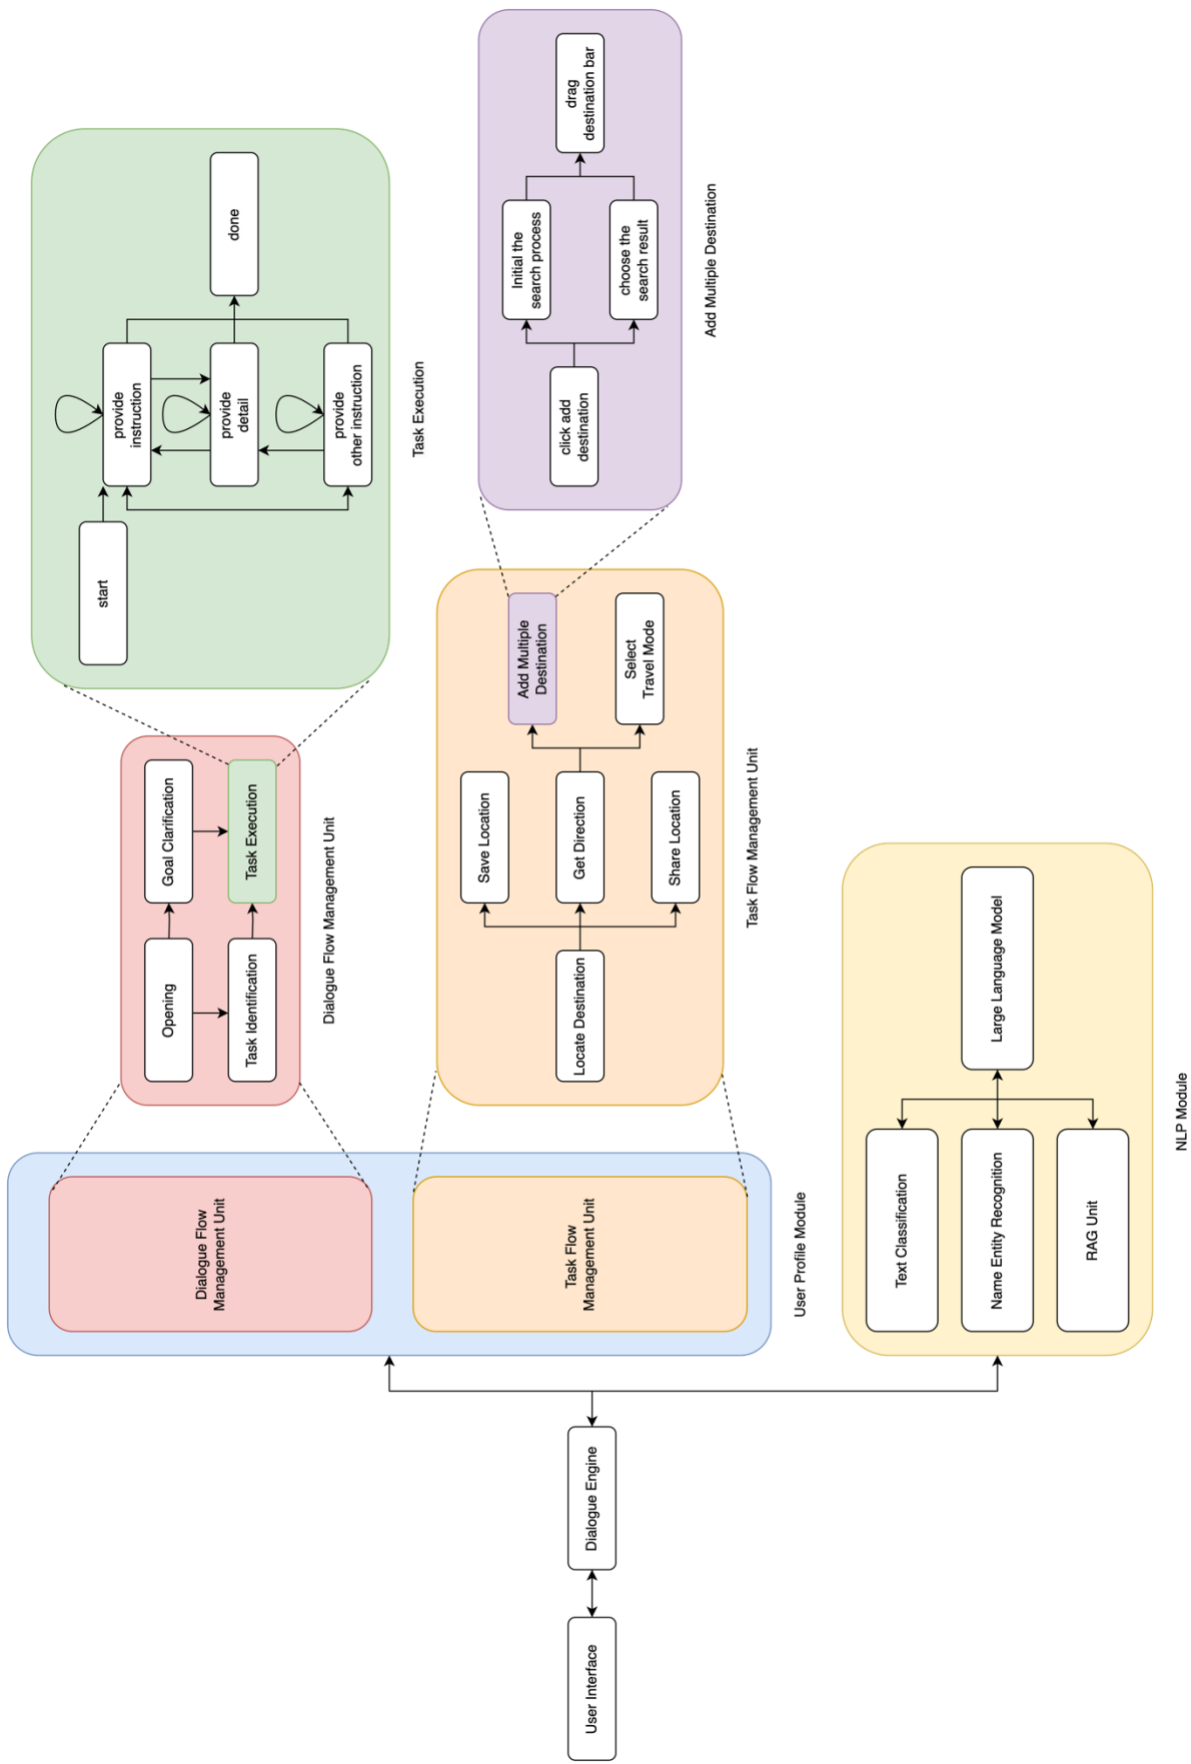 User Interface
Dialogue Engine
Dialogue Flow
Management Unit
Task Flow
Management Unit
User Profile Module
Opening
Goal Clarification
Task Identification
Task Execution
Dialogue Flow Management Unit
start
provide
instruction
provide
detail
provide
other instruction
done
Task Execution
Locate Destination
Save Location
Get Direction
Share Location
Add Multiple
Destination
Select
Travel Mode
Task Flow Management Unit
click add
destination
Initial the
search process
choose the
search result
drag
destination bar
Add Multiple Destination
Text Classification
Name Entity Recognition
RAG Unit
Large Language Model
NLP Module